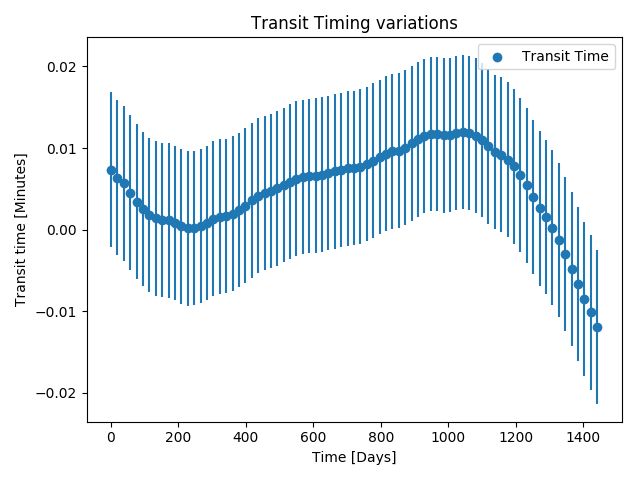 Transit Timing variations
Transit Time
Transit time [Minutes]
0.02
0.01
0.00
−0.01
−0.02
0 200 400 600 800 1000 1200 1400
Time [Days]